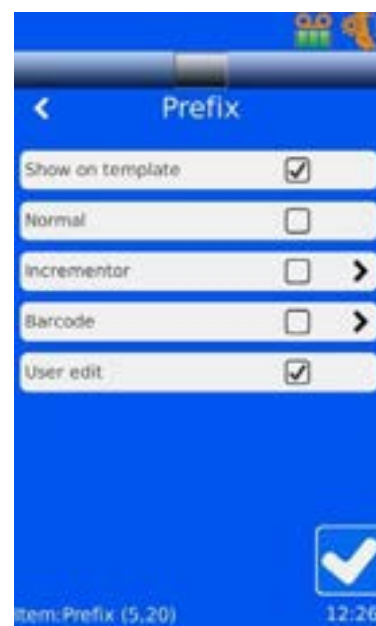 Prefix
Show on template
Normal
Incrementor
Barcode
User edit
Item:Prefix (5,20) 12:26